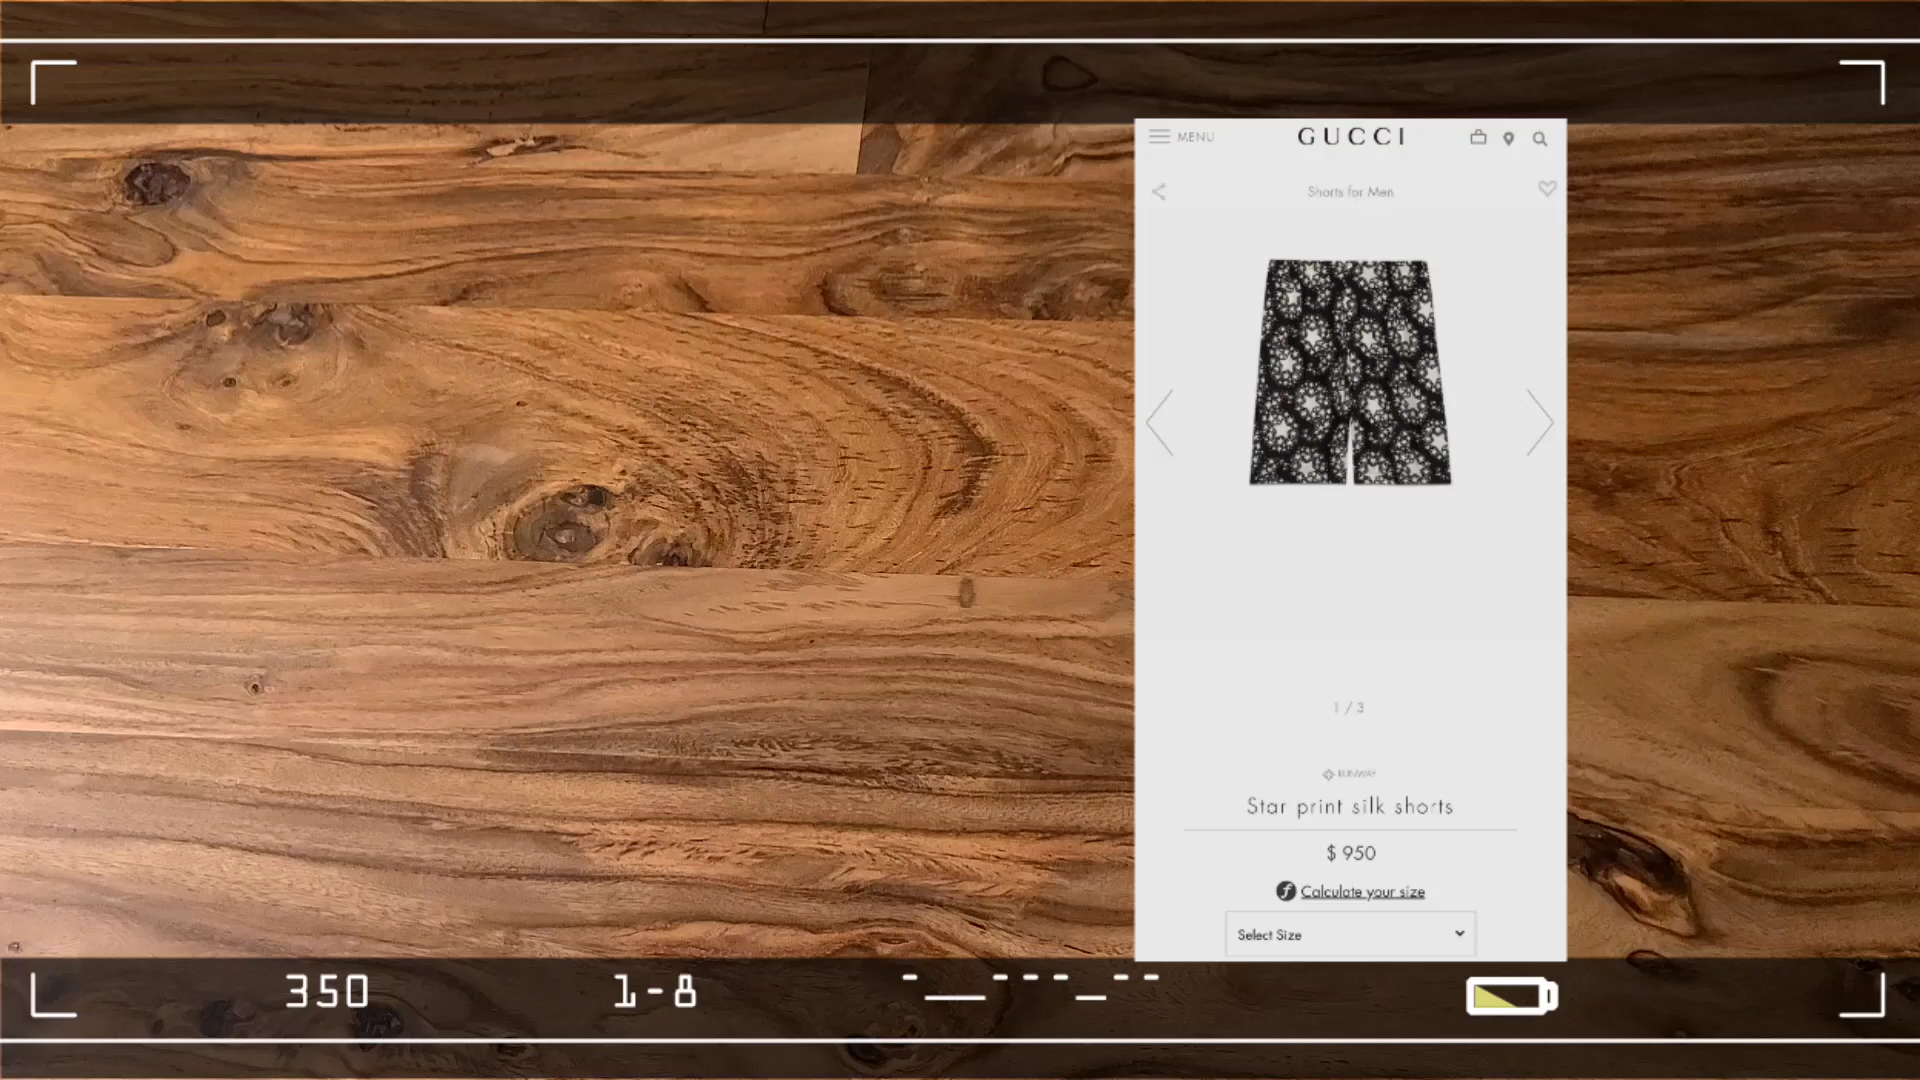 MENU
GUCCI
Shorts for Men
1 / 3
RUNWAY
Star print silk shorts
$ 950
Calculate your size
Select Size
350
1-8